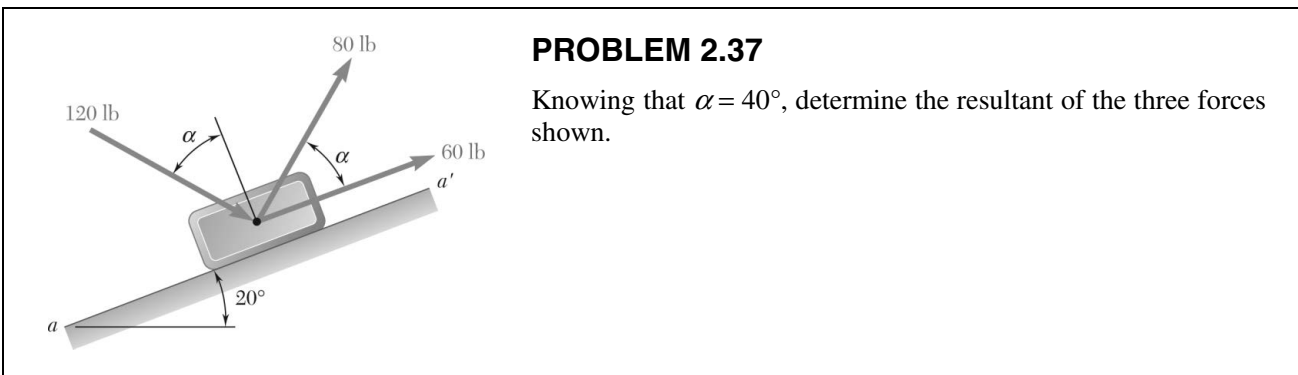 PROBLEM 2.37
Knowing that α = 40°, determine the resultant of the three forces
shown.
80 lb
120 lb
α
α
60 lb
a'
20°
a